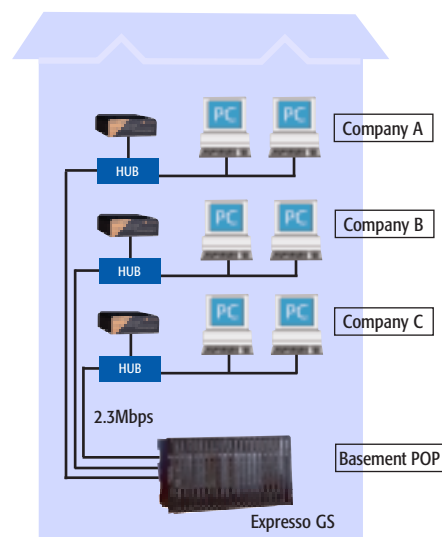 PC PC
Company A
HUB
PC PC
Company B
HUB
PC PC
Company C
HUB
2.3Mbps
Basement POP
Expresso GS